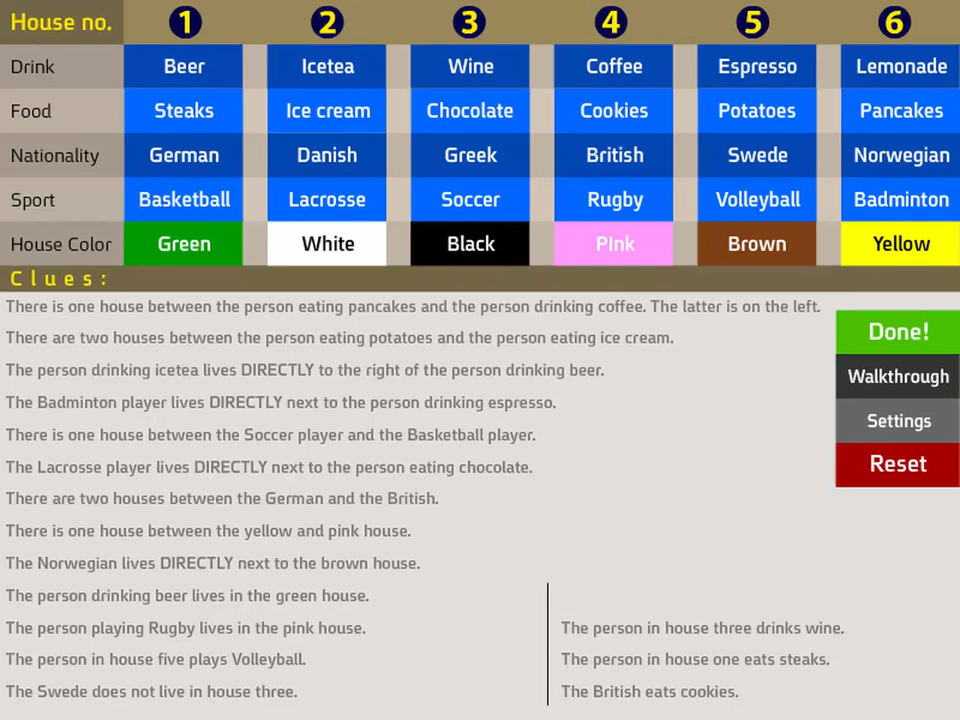 House no. 1 2 3 4 5 6
Drink Beer Icetea Wine Coffee Espresso Lemonade
Food Steaks Ice cream Chocolate Cookies Potatoes Pancakes
Nationality German Danish Greek British Swede Norwegian
Sport Basketball Lacrosse Soccer Rugby Volleyball Badminton
House Color Green White Black PInk Brown Yellow
Clues:
There is one house between the person eating pancakes and the person drinking coffee. The latter is on the left.
There are two houses between the person eating potatoes and the person eating ice cream.
The person drinking icetea lives DIRECTLY to the right of the person drinking beer.
The Badminton player lives DIRECTLY next to the person drinking espresso.
There is one house between the Soccer player and the Basketball player.
The Lacrosse player lives DIRECTLY next to the person eating chocolate.
There are two houses between the German and the British.
There is one house between the yellow and pink house.
The Norwegian lives DIRECTLY next to the brown house.
The person drinking beer lives in the green house.
The person playing Rugby lives in the pink house.
The person in house five plays Volleyball.
The Swede does not live in house three.
The person in house three drinks wine.
The person in house one eats steaks.
The British eats cookies.
Done!
Walkthrough
Settings
Reset